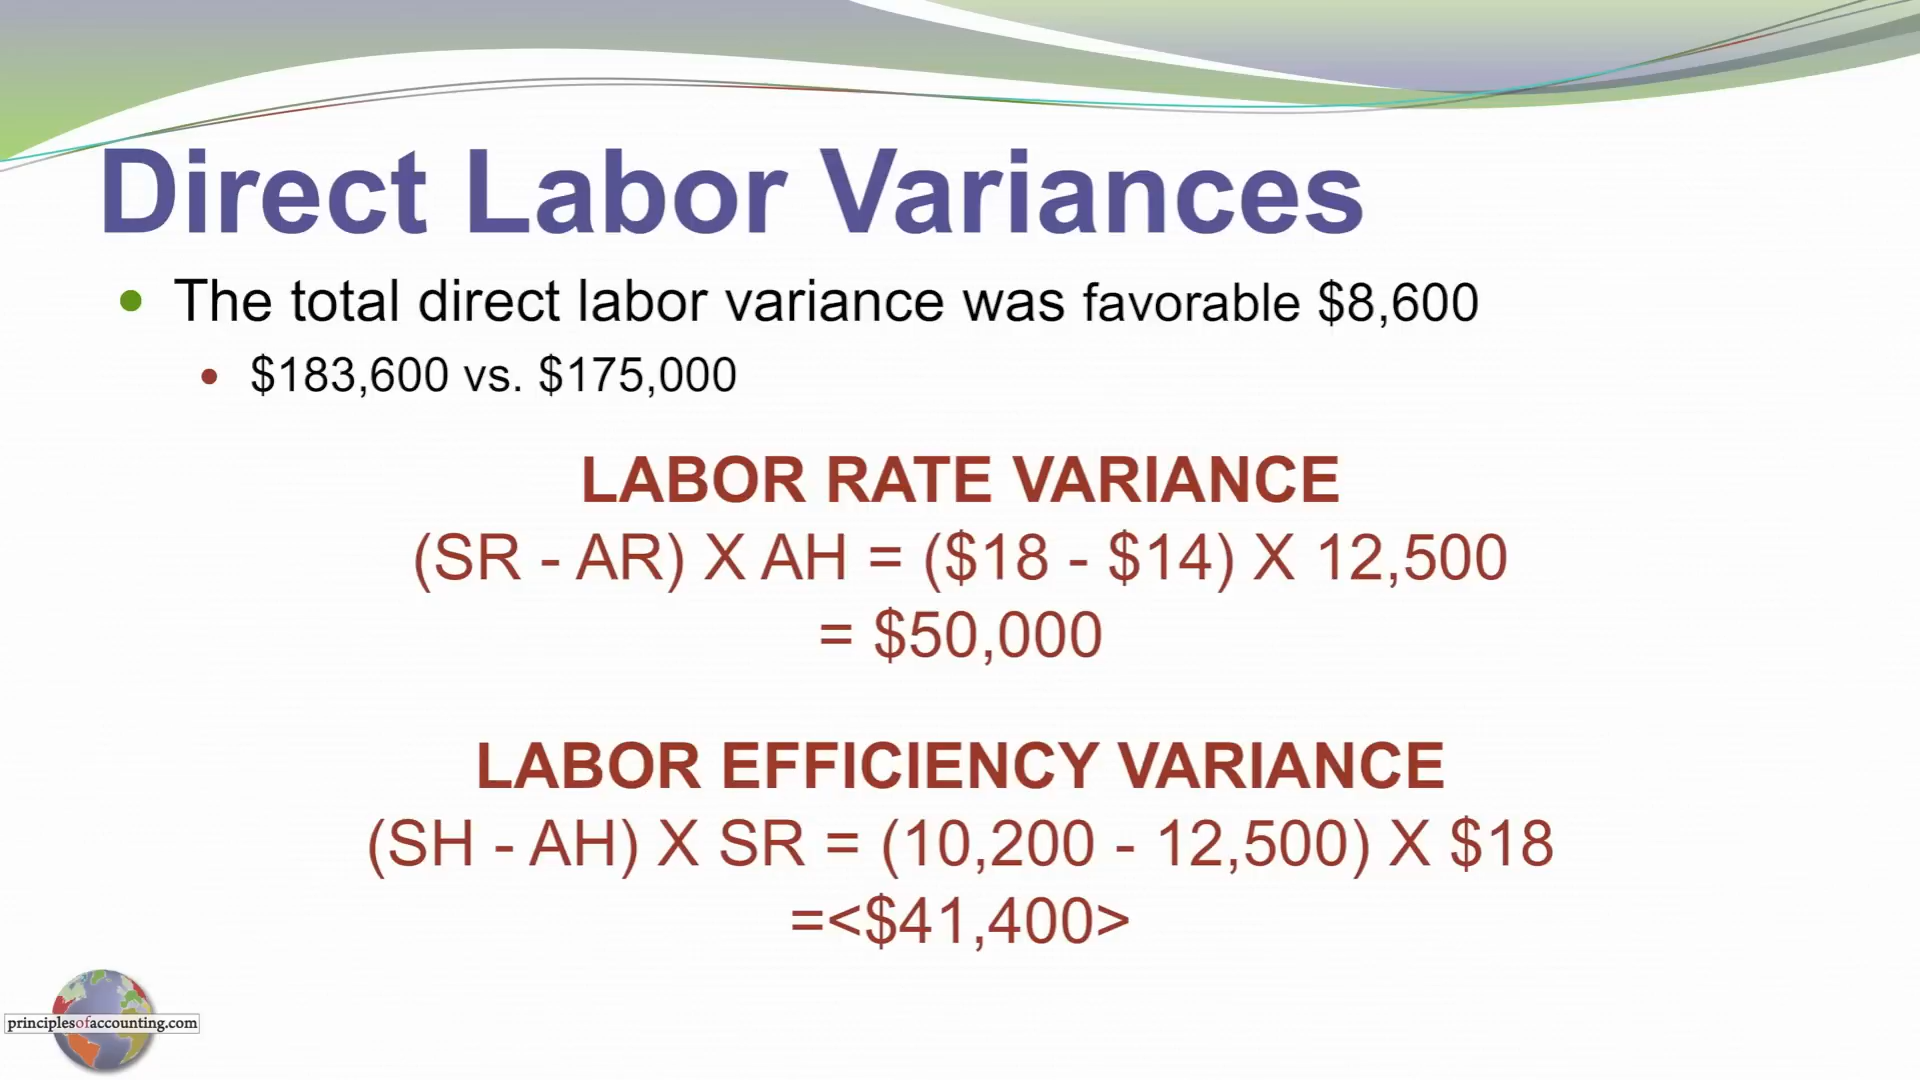 Direct Labor Variances
• The total direct labor variance was favorable $8,600
• $183,600 vs. $175,000
LABOR RATE VARIANCE
(SR - AR) X AH = ($18 - $14) X 12,500
= $50,000
LABOR EFFICIENCY VARIANCE
(SH - AH) X SR = (10,200 - 12,500) X $18
=<$41,400>
principlesofaccounting.com